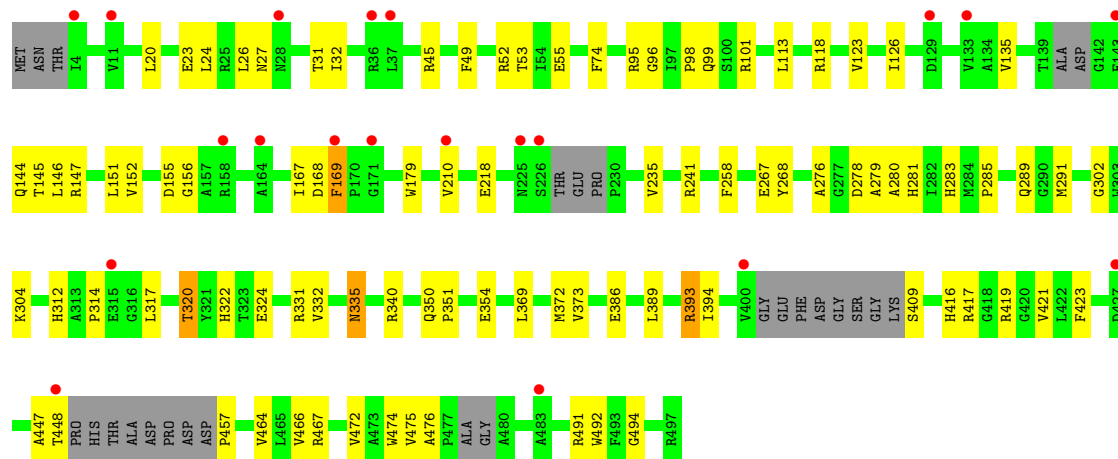 MET ASN THR I4 V11 L20 E23 L24 R25 L26 N27 N28 T31 I32 R36 L37 R45 F49 R52 T53 I54 E55 F74 R95 G96 I97 P98 Q99 S100 R101 L113 R118 V123 I126 D129 V133 A134 V135 T139 ALA ASP G142
Q144 T145 L146 R147 L151 V152 D155 G156 A157 R158 A164 I167 D168 F169 P170 G171 W179 V210 E218 N225 S226 THR GLU PRO P230 V235 R241 F258 E267 Y268 A276 G277 D278 A279 A280 H281 I282 H283 M284 P285 Q289 G290 M291 G302
K304 H312 A313 P314 E315 G316 L317 T320 Y321 H322 T323 E324 R331 V332 N335 R340 Q350 P351 E354 L369 M372 V373 E386 L389 R393 I394 V400 GLY GLU PHE ASP GLY SER GLY LYS S409 H416 R417 G418 R419 G420 V421 L422 F423 D427
A447 T448 PRO HIS THR ALA ASP PRO ASP ASP P457 V464 L465 V466 R467 V472 A473 W474 V475 A476 P477 ALA GLY A480 A483 R491 W492 F493 G494 R497